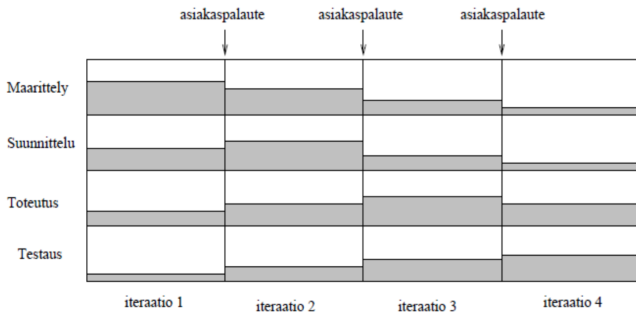 asiakaspalaute asiakaspalaute asiakaspalaute
Maarittely
Suunnittelu
Toteutus
Testaus
iteraatio 1 iteraatio 2 iteraatio 3 iteraatio 4